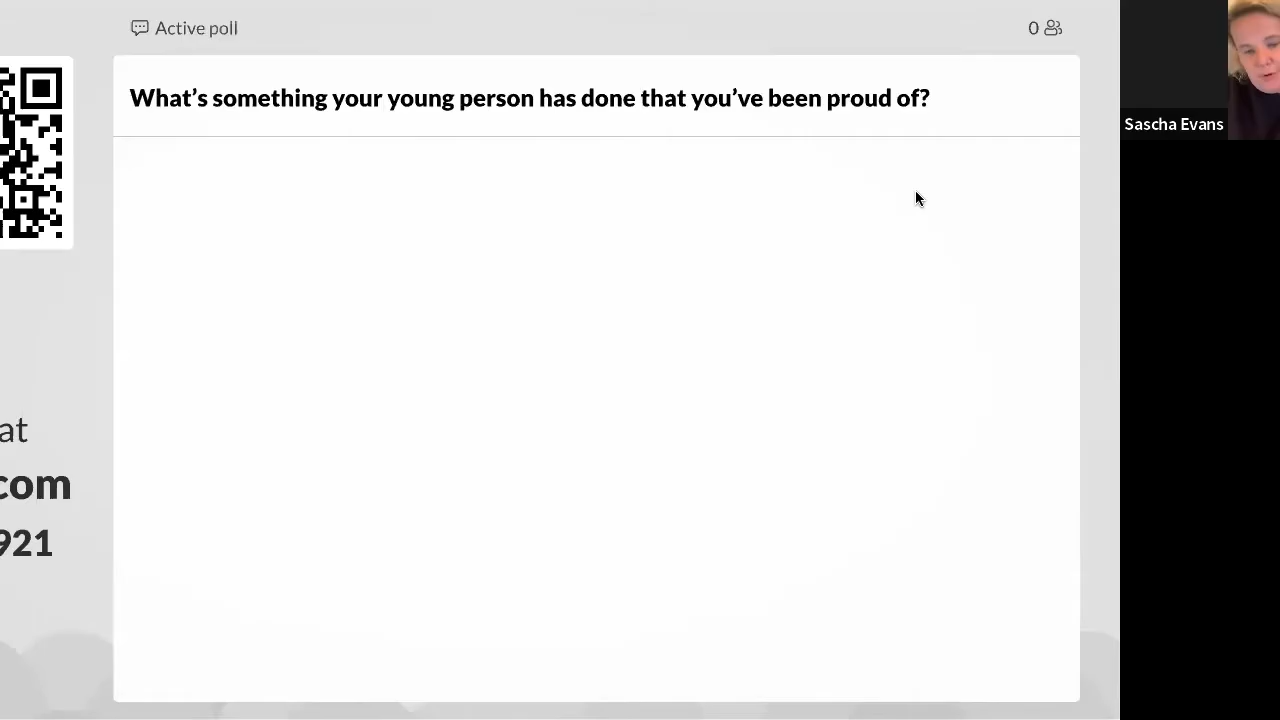 Active poll
0
What's something your young person has done that you've been proud of?
Sascha Evans
at
com
921